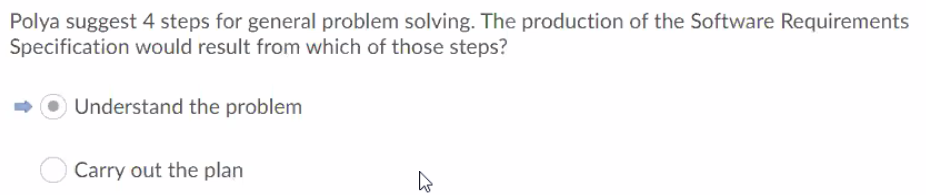 Polya suggest 4 steps for general problem solving. The production of the Software Requirements
Specification would result from which of those steps?
Understand the problem
Carry out the plan